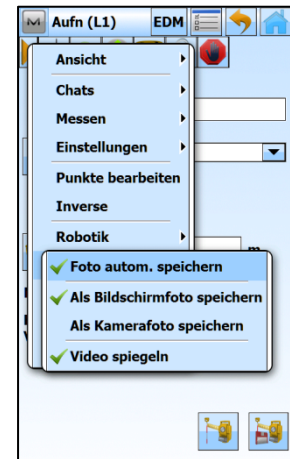 Aufn (L1) EDM
Ansicht
Chats
Messen
Einstellungen
Punkte bearbeiten
Inverse
Robotik
m
Foto autom. speichern
Als Bildschirmfoto speichern
Als Kamerafoto speichern
Video spiegeln